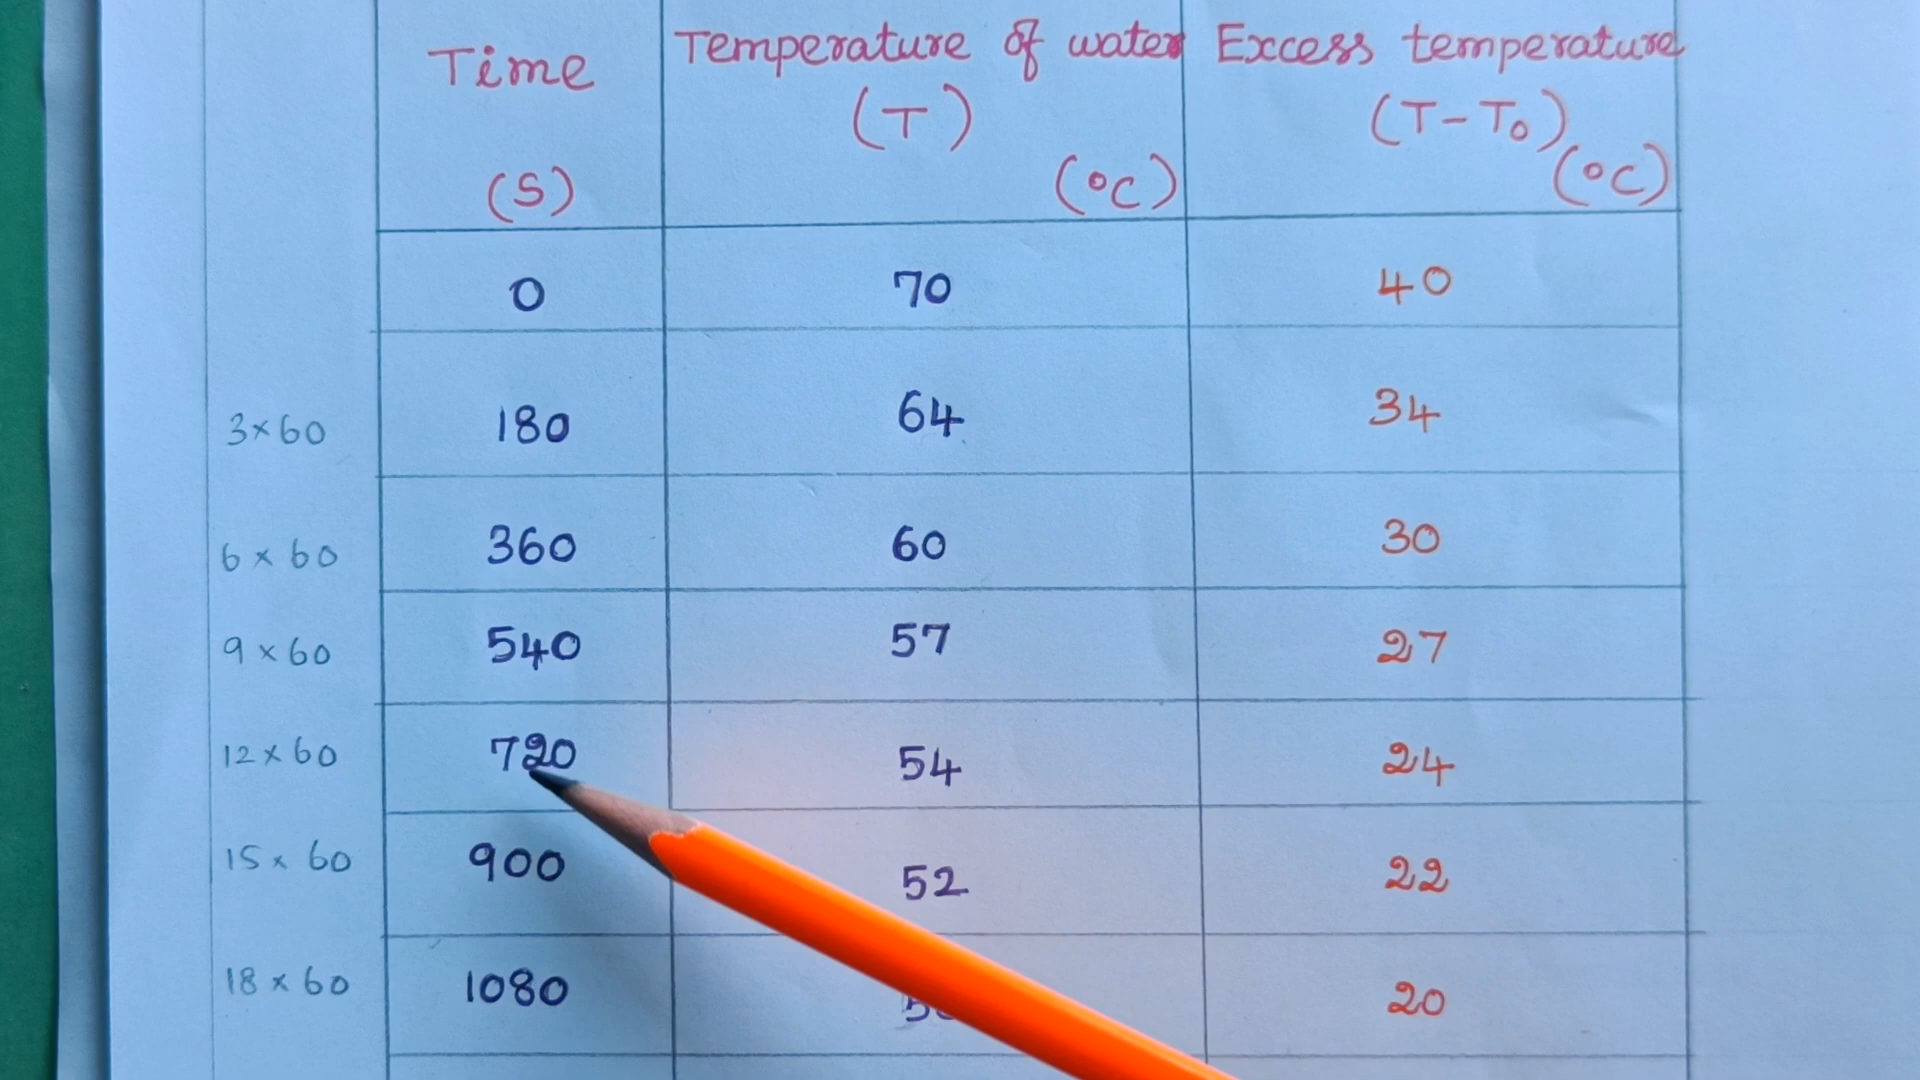 Time Temperature of water Excess temperature
(T) (T-T₀)
(S) (°C) (°C)
0 70 40
3×60 180 64 34
6×60 360 60 30
9×60 540 57 27
12×60 720 54 24
15×60 900 52 22
18×60 1080 20